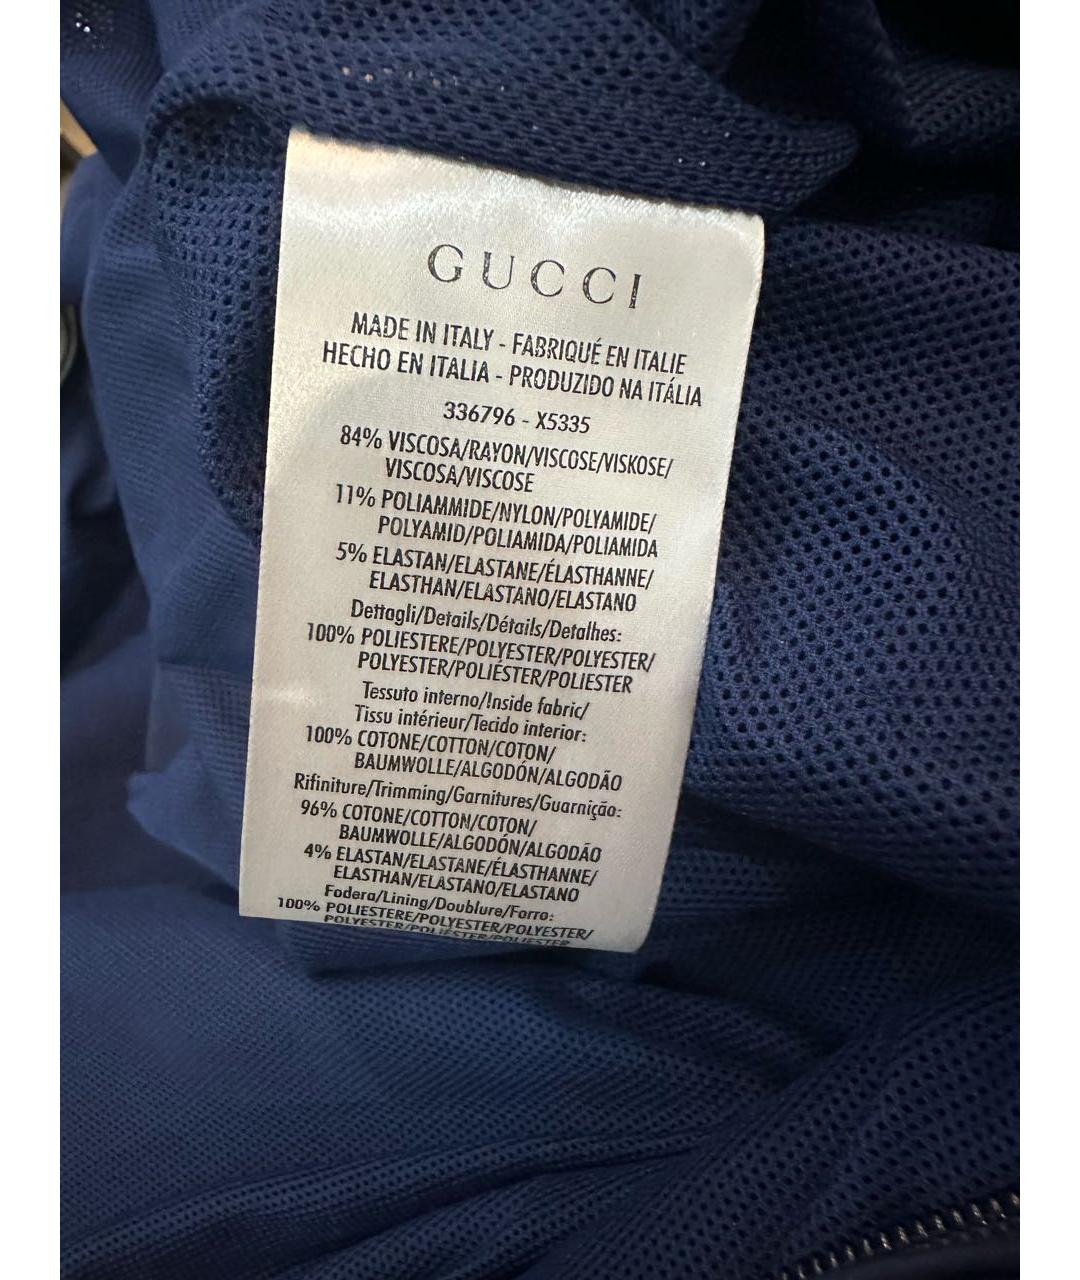 GUCCI
MADE IN ITALY - FABRIQUÉ EN ITALIE
HECHO EN ITALIA - PRODUZIDO NA ITÁLIA
336796 - X5335
84% VISCOSA/RAYON/VISCOSE/VISKOSE/
VISCOSA/VISCOSE
11% POLIAMMIDE/NYLON/POLYAMIDE/
POLYAMID/POLIAMIDA/POLIAMIDA
5% ELASTAN/ELASTANE/ÉLASTHANNE/
ELASTHAN/ELASTANO/ELASTANO
Dettagli/Details/Détails/Detalhes:
100% POLIESTERE/POLYESTER/POLYESTER/
POLYESTER/POLIÉSTER/POLIESTER
Tessuto interno/Inside fabric/
Tissu intérieur/Tecido interior:
100% COTONE/COTTON/COTON/
BAUMWOLLE/ALGODÓN/ALGODÃO
Rifiniture/Trimming/Garnitures/Guarnição:
96% COTONE/COTTON/COTON/
BAUMWOLLE/ALGODÓN/ALGODÃO
4% ELASTAN/ELASTANE/ÉLASTHANNE/
ELASTHAN/ELASTANO/ELASTANO
Fodera/Lining/Doublure/Forro:
100% POLIESTERE/POLYESTER/POLYESTER/
POLYESTER/POLIÉSTER/POLIESTER